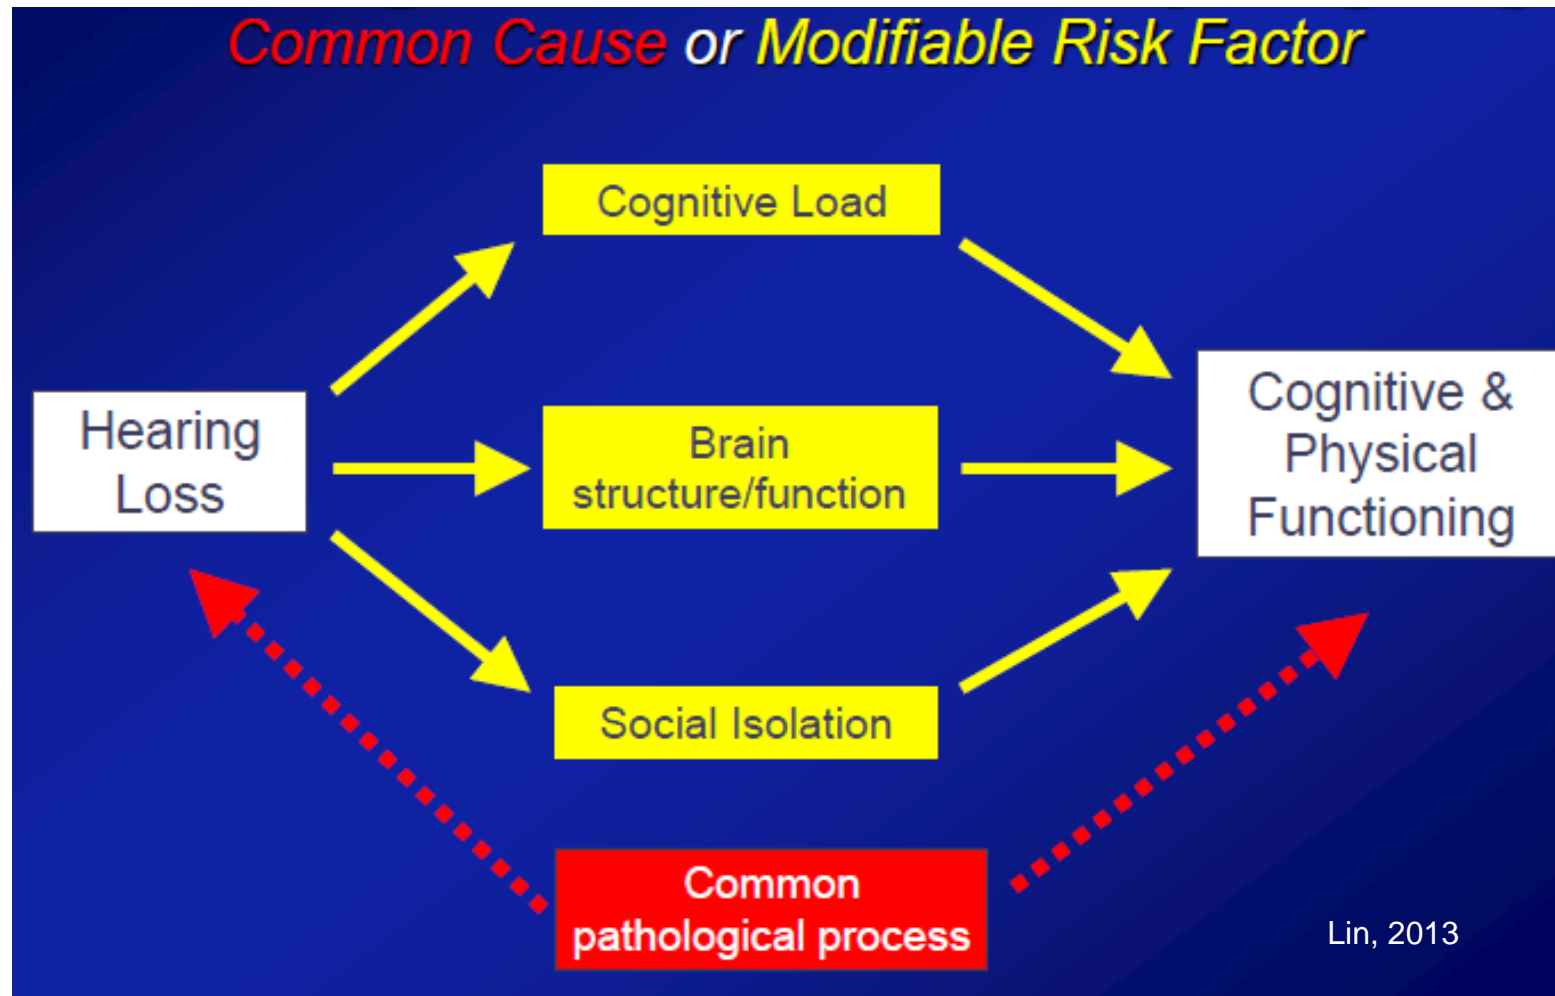 Common Cause or Modifiable Risk Factor
Cognitive Load
Hearing
Loss
Brain
structure/function
Cognitive &
Physical
Functioning
Social Isolation
Common
pathological process
Lin, 2013